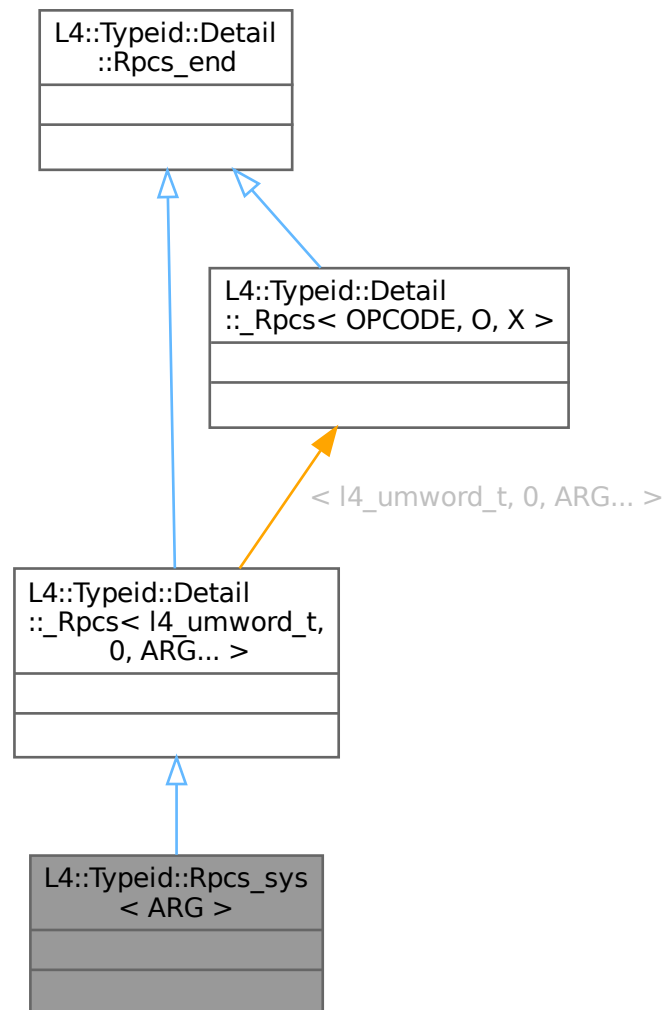 L4::Typeid::Detail
::Rpcs_end
L4::Typeid::Detail
::_Rpcs< OPCODE, O, X >
< l4_umword_t, 0, ARG... >
L4::Typeid::Detail
::_Rpcs< l4_umword_t,
0, ARG... >
L4::Typeid::Rpcs_sys
< ARG >